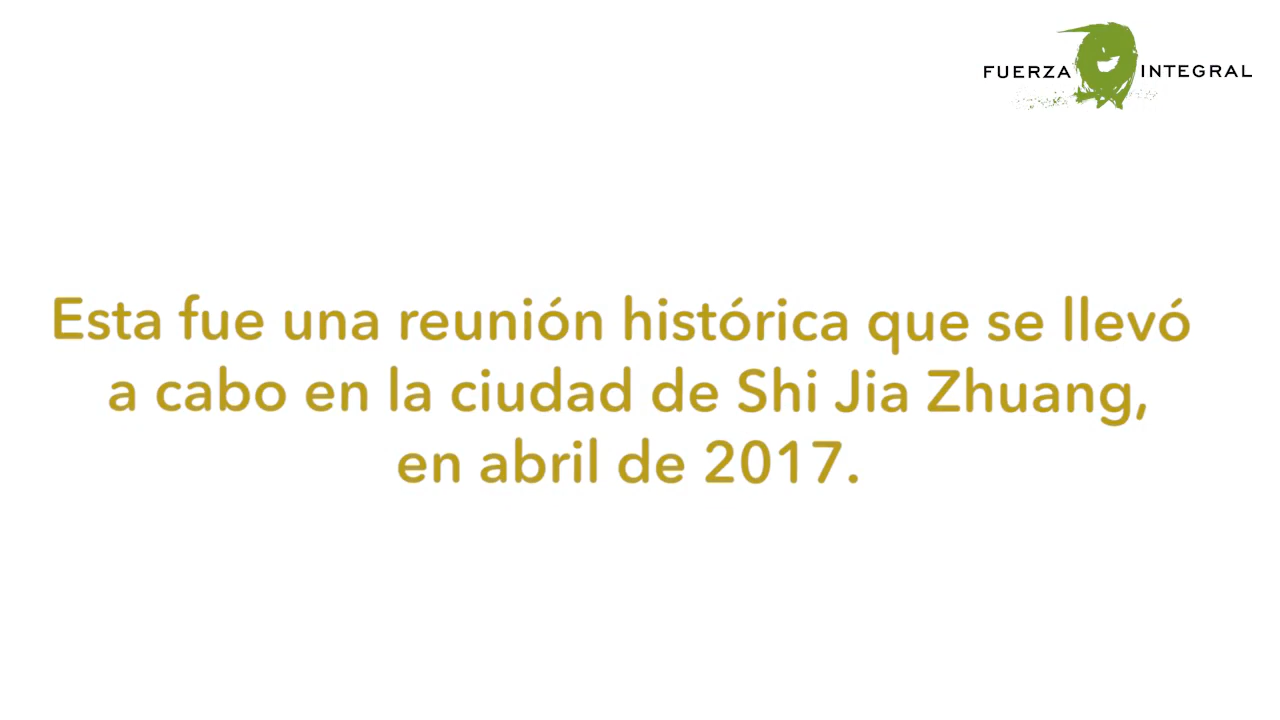 FUERZA INTEGRAL
Esta fue una reunión histórica que se llevó
a cabo en la ciudad de Shi Jia Zhuang,
en abril de 2017.